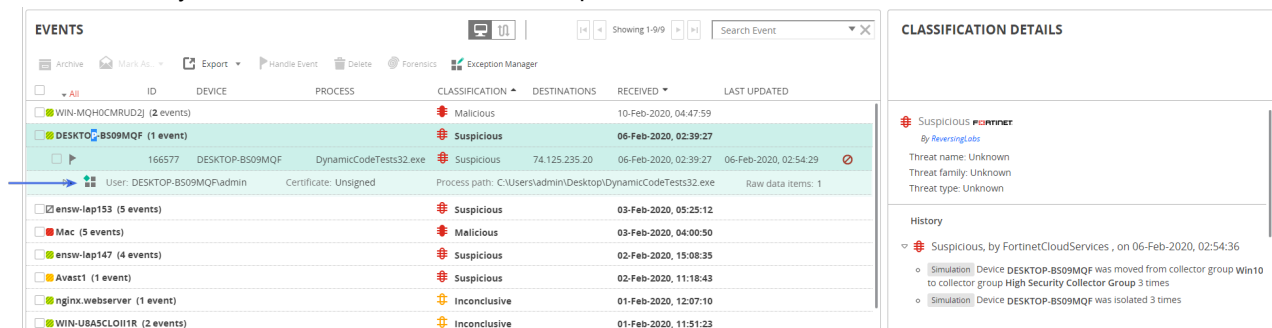 EVENTS
Showing 1-9/9
Search Event
Archive Mark As... Export Handle Event Delete Forensics Exception Manager
All ID DEVICE PROCESS CLASSIFICATION DESTINATIONS RECEIVED LAST UPDATED
WIN-MQH0CMRUD2J (2 events) Malicious 10-Feb-2020, 04:47:59
DESKTOP-BS09MQF (1 event) Suspicious 06-Feb-2020, 02:39:27
166577 DESKTOP-BS09MQF DynamicCodeTests32.exe Suspicious 74.125.235.20 06-Feb-2020, 02:39:27 06-Feb-2020, 02:54:29
User: DESKTOP-BS09MQF\admin Certificate: Unsigned Process path: C:\Users\admin\Desktop\DynamicCodeTests32.exe Raw data items: 1
ensw-lap153 (5 events) Suspicious 03-Feb-2020, 05:25:12
Mac (5 events) Malicious 03-Feb-2020, 04:00:50
ensw-lap147 (4 events) Suspicious 02-Feb-2020, 15:08:35
Avast1 (1 event) Suspicious 02-Feb-2020, 11:18:43
nginx.webserver (1 event) Inconclusive 01-Feb-2020, 12:07:10
WIN-U8A5CLOII1R (2 events) Inconclusive 01-Feb-2020, 11:51:23
CLASSIFICATION DETAILS
Suspicious FORTINET
By ReversingLabs
Threat name: Unknown
Threat family: Unknown
Threat type: Unknown
History
Suspicious, by FortinetCloudServices , on 06-Feb-2020, 02:54:36
Simulation Device DESKTOP-BS09MQF was moved from collector group Win10
to collector group High Security Collector Group 3 times
Simulation Device DESKTOP-BS09MQF was isolated 3 times